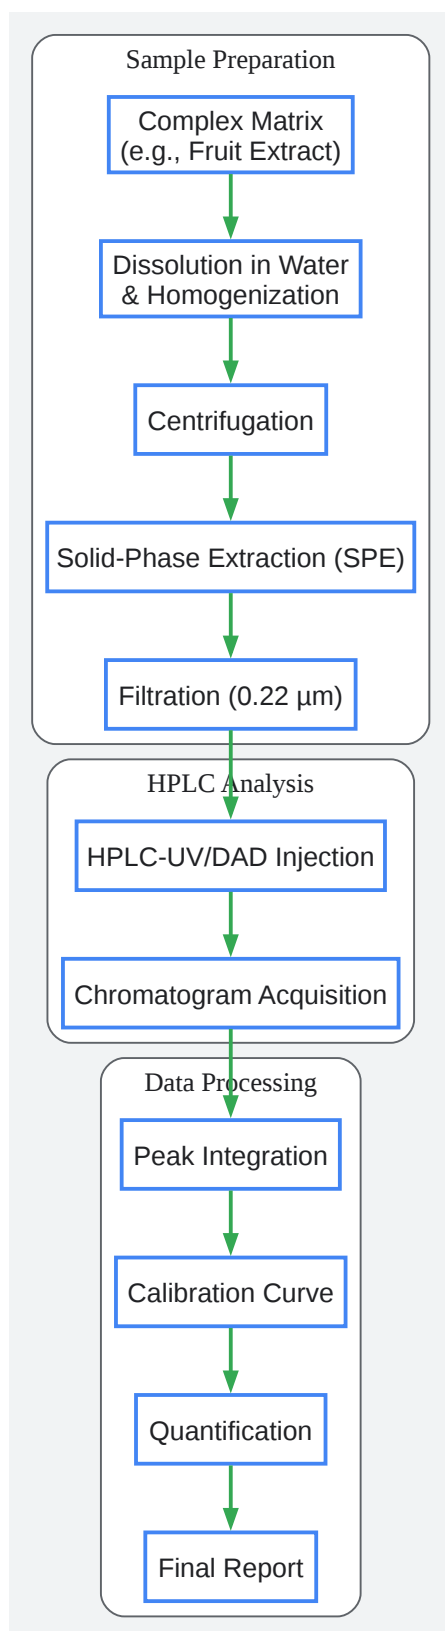 Sample Preparation
Complex Matrix
(e.g., Fruit Extract)
Dissolution in Water
& Homogenization
Centrifugation
Solid-Phase Extraction (SPE)
Filtration (0.22 µm)
HPLC Analysis
HPLC-UV/DAD Injection
Chromatogram Acquisition
Data Processing
Peak Integration
Calibration Curve
Quantification
Final Report